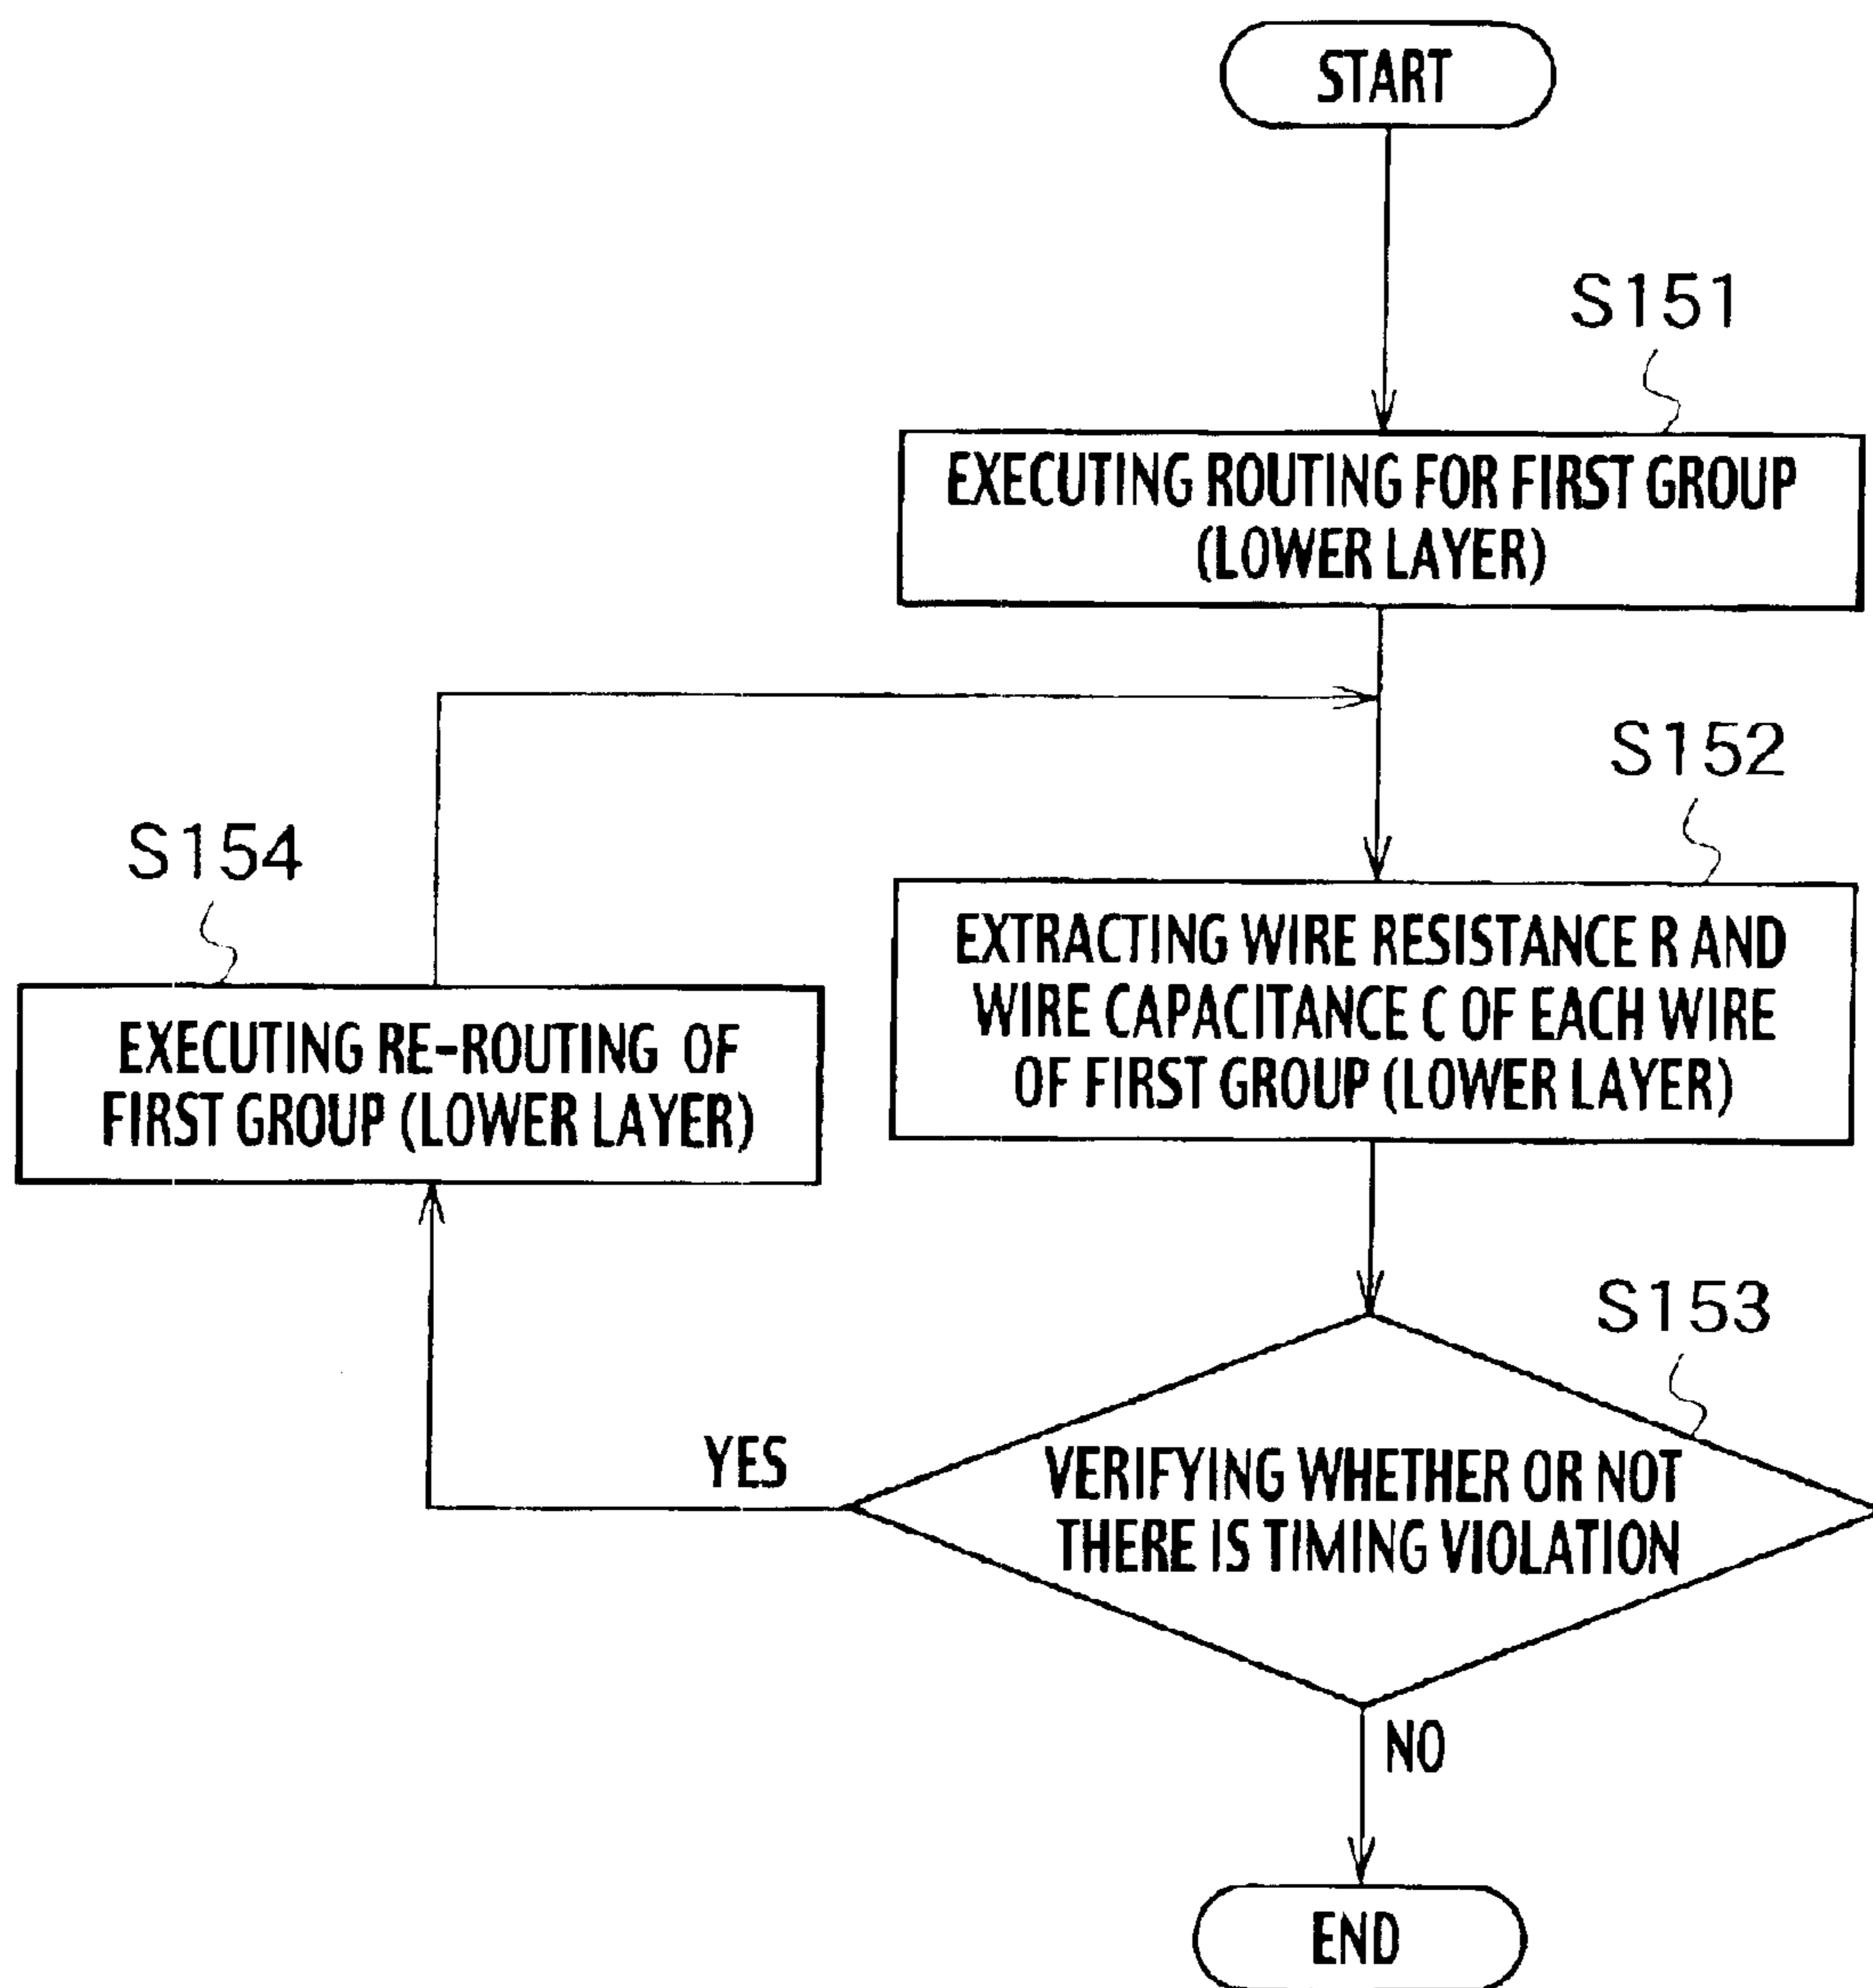 START
S151
EXECUTING ROUTING FOR FIRST GROUP
(LOWER LAYER)
S152
EXTRACTING WIRE RESISTANCE R AND
WIRE CAPACITANCE C OF EACH WIRE
OF FIRST GROUP (LOWER LAYER)
S154
EXECUTING RE-ROUTING OF
FIRST GROUP (LOWER LAYER)
S153
VERIFYING WHETHER OR NOT
THERE IS TIMING VIOLATION
YES
NO
END